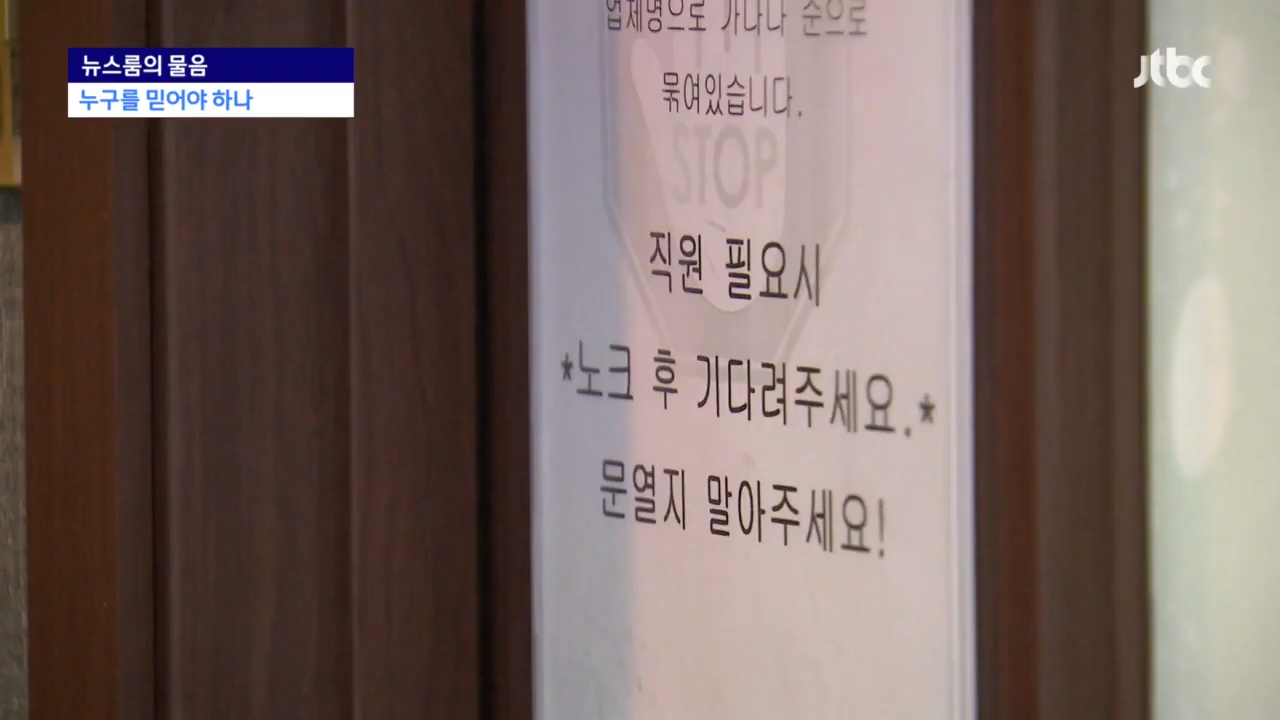 뉴스룸의 물음
누구를 믿어야 하나
jtbc
업체명으로 가나다 순으로
묶여있습니다.
STOP
직원 필요시
*노크 후 기다려주세요.*
문열지 말아주세요!